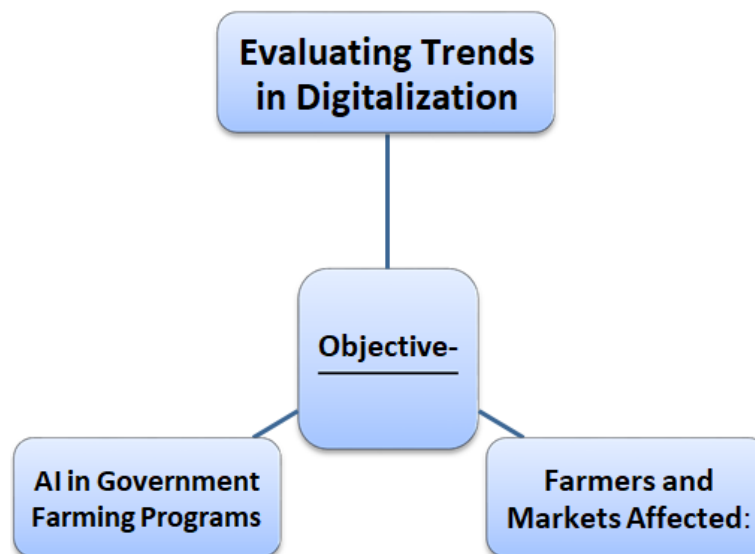 Evaluating Trends
in Digitalization
Objective-
AI in Government
Farming Programs
Farmers and
Markets Affected: